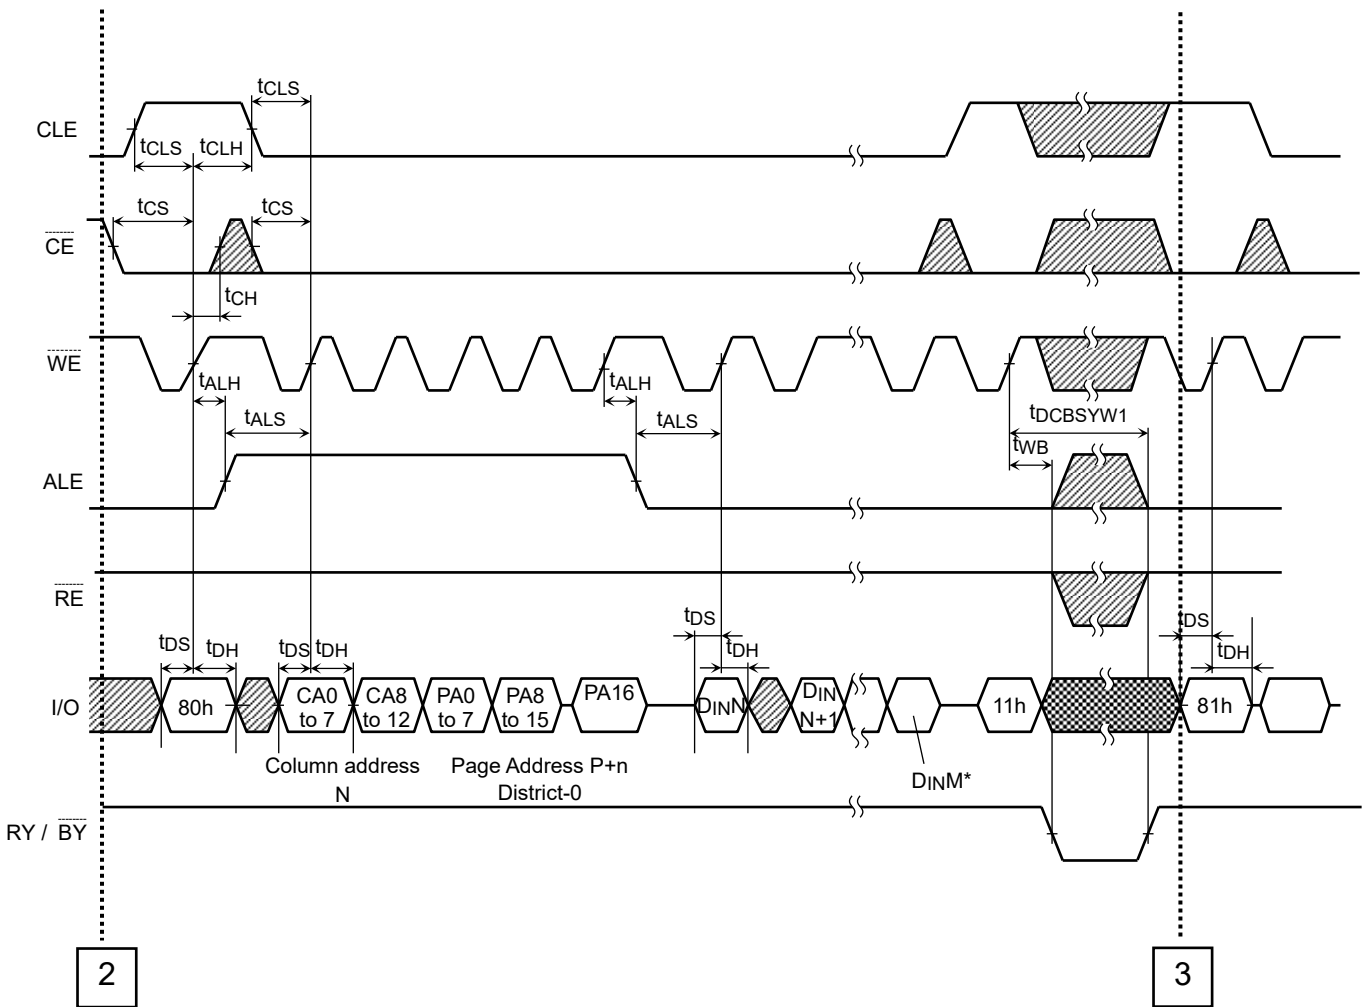 tCLS
CLE
tCLS tCLH
tCS tCS
CE
tCH
WE
tALH tALH
tDCBSYW1
tALS tALS
tWB
ALE
RE
tDS tDH tDS tDH tDS tDH tDS tDH
I/O 80h CA0 to 7 CA8 to 12 PA0 to 7 PA8 to 15 PA16 DINN DIN N+1 11h 81h
Column address N
Page Address P+n
District-0
DINM*
RY / BY
2 3